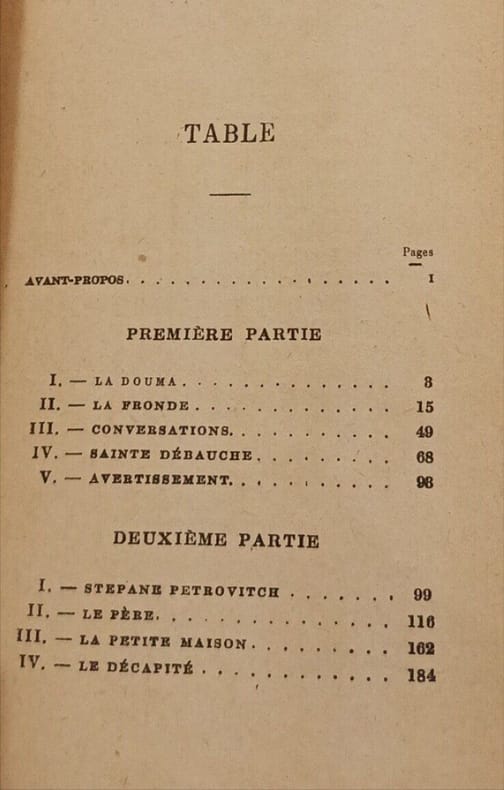 TABLE
Pages
AVANT-PROPOS. . . . . . . . . . . . . . . . . . I
PREMIÈRE PARTIE
I. — LA DOUMA. . . . . . . . . . . . . . 3
II. — LA FRONDE . . . . . . . . . . . . . 15
III. — CONVERSATIONS. . . . . . . . . . . 49
IV. — SAINTE DÉBAUCHE. . . . . . . . . 68
V. — AVERTISSEMENT. . . . . . . . . . .
DEUXIÈME PARTIE
I. — STEPANE PETROVITCH . . . . . . . 99
II. — LE PÈRE. . . . . . . . . . . . . . . . 116
III. — LA PETITE MAISON. . . . . . . . . 162
IV. — LE DÉCAPITÉ . . . . . . . . . . . . 184